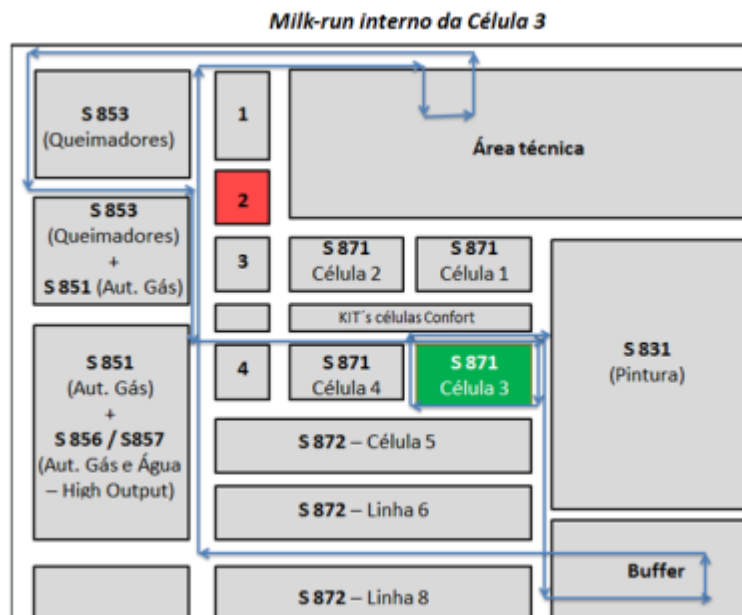 Milk-run interno da Célula 3
S 853
(Queimadores)
1
Área técnica
2
S 853
(Queimadores)
+
S 851 (Aut. Gás)
3
S 871
Célula 2
S 871
Célula 1
KIT´s células Confort
S 831
(Pintura)
S 851
(Aut. Gás)
+
S 856 / S857
(Aut. Gás e Água
– High Output)
4
S 871
Célula 4
S 871
Célula 3
S 872 – Célula 5
S 872 – Linha 6
Buffer
S 872 – Linha 8